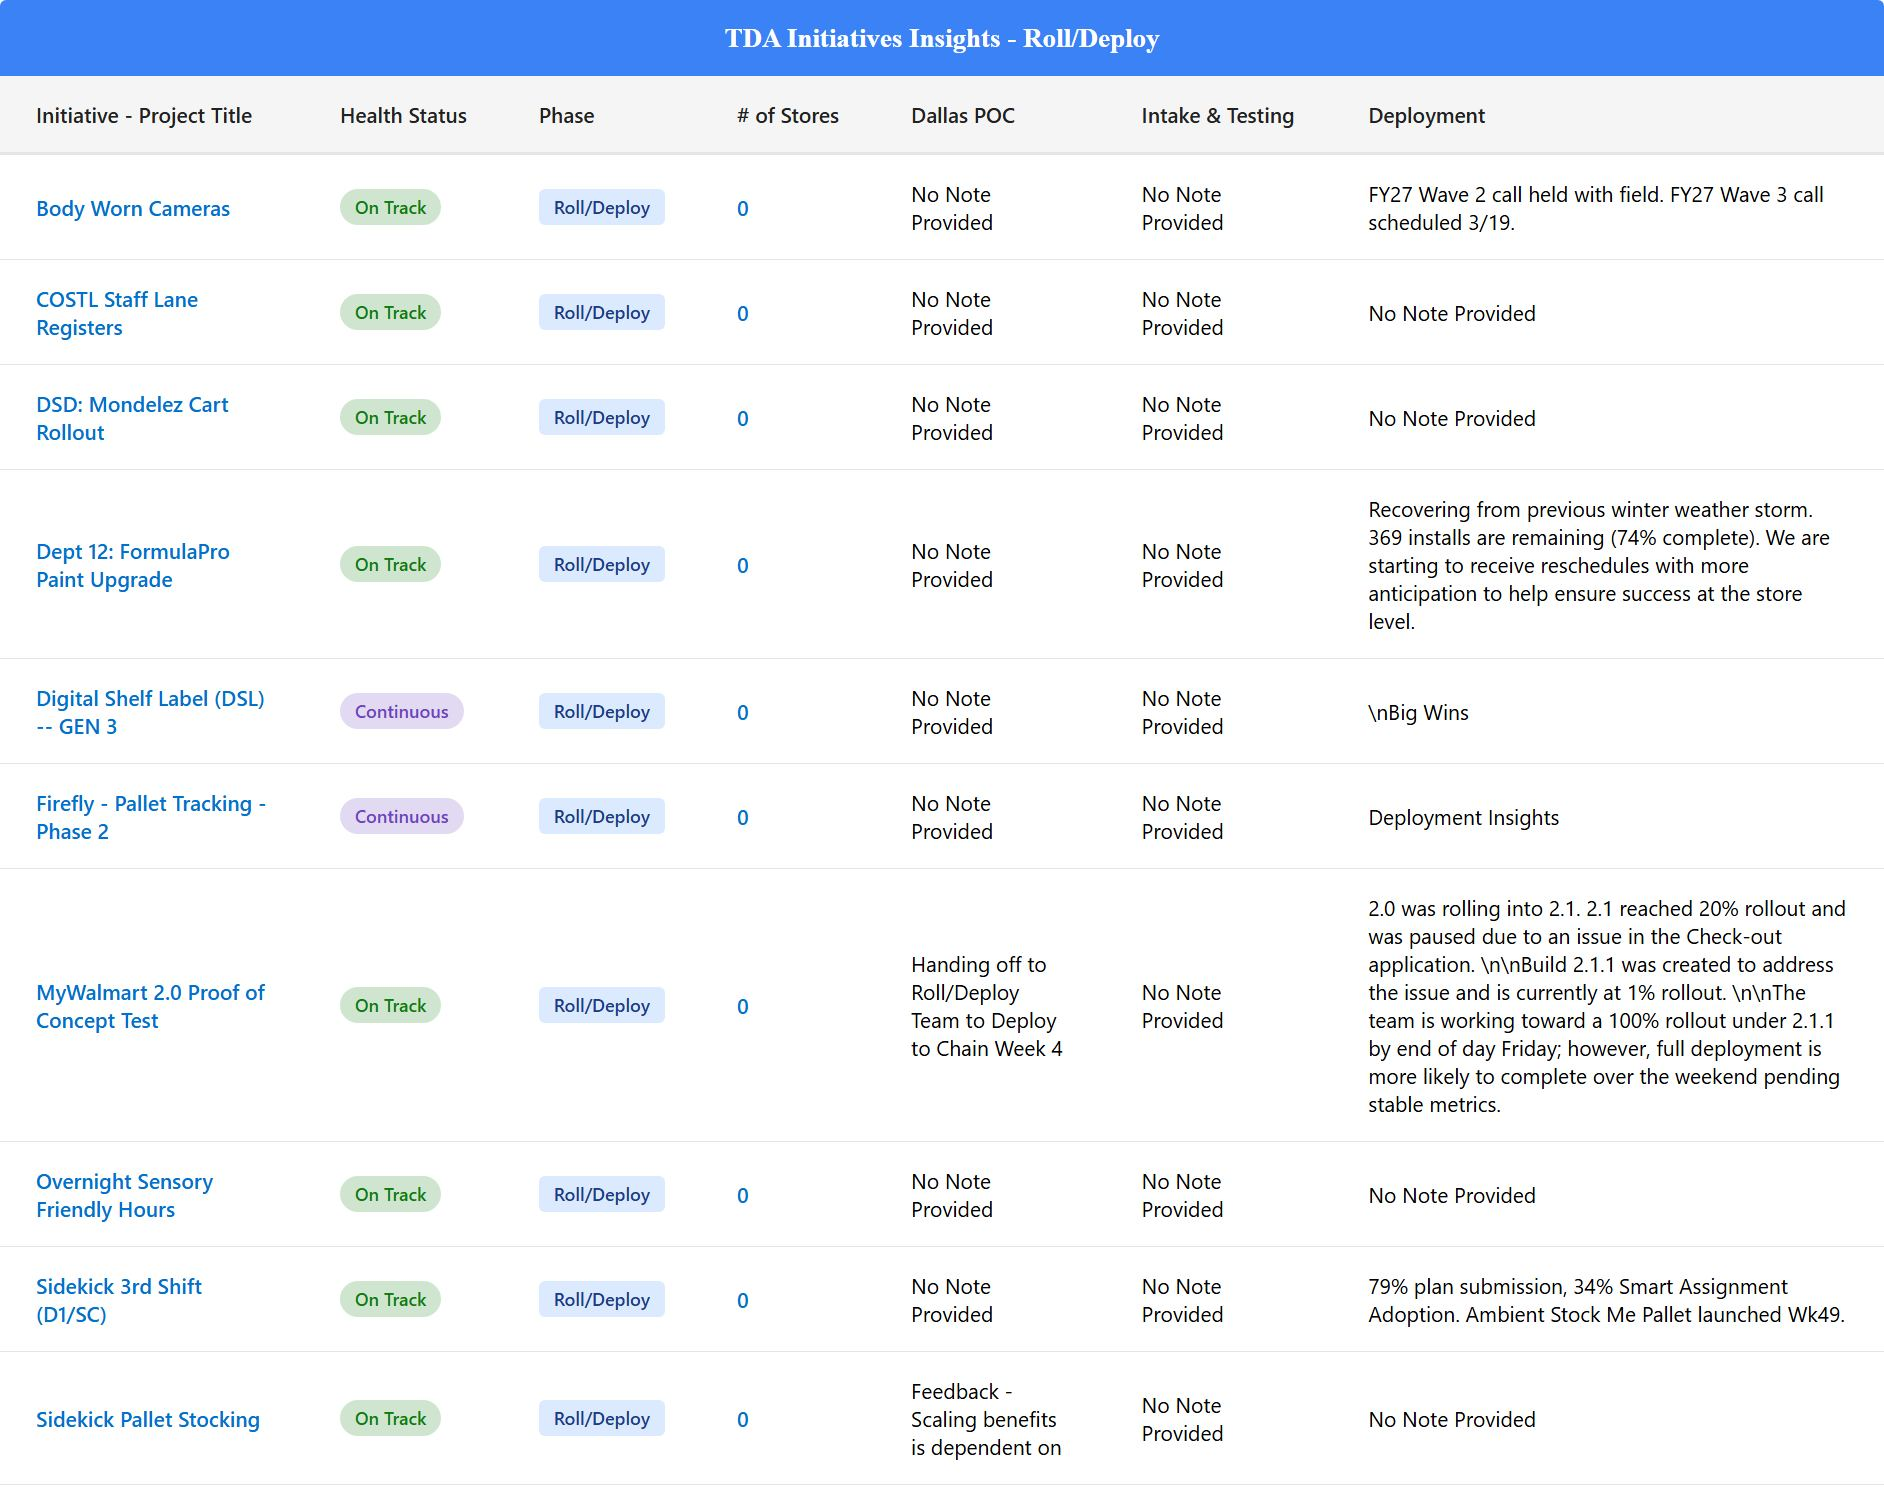 TDA Initiatives Insights - Roll/Deploy
Initiative - Project Title Health Status Phase # of Stores Dallas POC Intake & Testing Deployment
Body Worn Cameras On Track Roll/Deploy 0 No Note Provided No Note Provided FY27 Wave 2 call held with field. FY27 Wave 3 call
scheduled 3/19.
COSTL Staff Lane
Registers
On Track
Roll/Deploy
0
No Note
Provided
No Note
Provided
No Note Provided
DSD: Mondelez Cart
Rollout
On Track
Roll/Deploy
0
No Note
Provided
No Note
Provided
No Note Provided
Dept 12: FormulaPro
Paint Upgrade
On Track
Roll/Deploy
0
No Note
Provided
No Note
Provided
Recovering from previous winter weather storm.
369 installs are remaining (74% complete). We are
starting to receive reschedules with more
anticipation to help ensure success at the store
level.
Digital Shelf Label (DSL)
-- GEN 3
Continuous
Roll/Deploy
0
No Note
Provided
No Note
Provided
\nBig Wins
Firefly - Pallet Tracking -
Phase 2
Continuous
Roll/Deploy
0
No Note
Provided
No Note
Provided
Deployment Insights
MyWalmart 2.0 Proof of
Concept Test
On Track
Roll/Deploy
0
Handing off to
Roll/Deploy
Team to Deploy
to Chain Week 4
No Note
Provided
2.0 was rolling into 2.1. 2.1 reached 20% rollout and
was paused due to an issue in the Check-out
application. \n\nBuild 2.1.1 was created to address
the issue and is currently at 1% rollout. \n\nThe
team is working toward a 100% rollout under 2.1.1
by end of day Friday; however, full deployment is
more likely to complete over the weekend pending
stable metrics.
Overnight Sensory
Friendly Hours
On Track
Roll/Deploy
0
No Note
Provided
No Note
Provided
No Note Provided
Sidekick 3rd Shift
(D1/SC)
On Track
Roll/Deploy
0
No Note
Provided
No Note
Provided
79% plan submission, 34% Smart Assignment
Adoption. Ambient Stock Me Pallet launched Wk49.
Sidekick Pallet Stocking
On Track
Roll/Deploy
0
Feedback -
Scaling benefits
is dependent on
No Note
Provided
No Note Provided